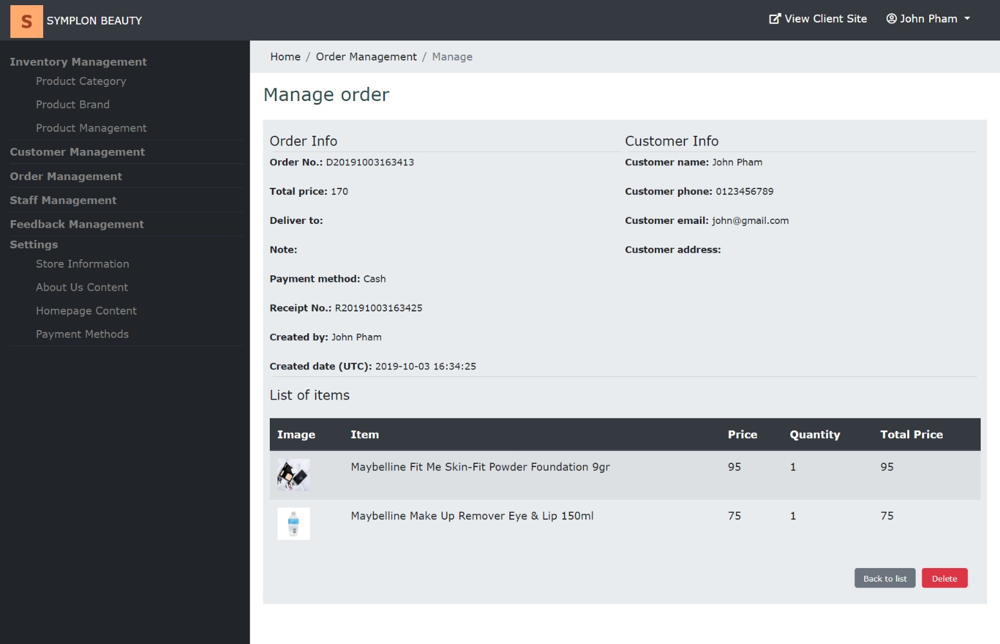 S SYMPLON BEAUTY
View Client Site John Pham
Inventory Management
Product Category
Product Brand
Product Management
Customer Management
Order Management
Staff Management
Feedback Management
Settings
Store Information
About Us Content
Homepage Content
Payment Methods
Home / Order Management / Manage
Manage order
Order Info
Order No.: D20191003163413
Total price: 170
Deliver to:
Note:
Payment method: Cash
Receipt No.: R20191003163425
Created by: John Pham
Created date (UTC): 2019-10-03 16:34:25
Customer Info
Customer name: John Pham
Customer phone: 0123456789
Customer email: john@gmail.com
Customer address:
List of items
Image Item Price Quantity Total Price
Maybelline Fit Me Skin-Fit Powder Foundation 9gr 95 1 95
Maybelline Make Up Remover Eye & Lip 150ml 75 1 75
Back to list Delete